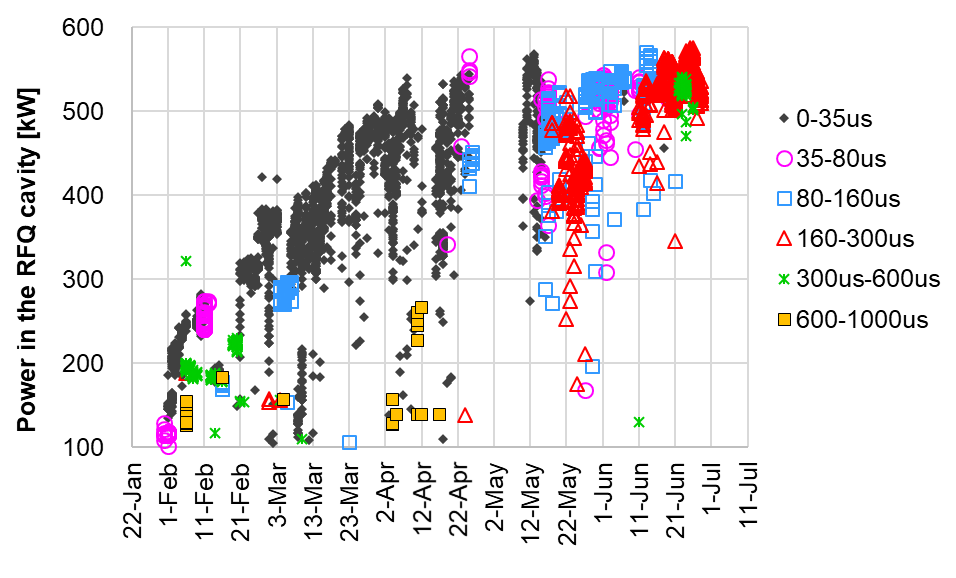 Power in the RFQ cavity [kW]
600
500
400
300
200
100
22-Jan
1-Feb
11-Feb
21-Feb
3-Mar
13-Mar
23-Mar
2-Apr
12-Apr
22-Apr
2-May
12-May
22-May
1-Jun
11-Jun
21-Jun
1-Jul
11-Jul
0-35us
35-80us
80-160us
160-300us
300us-600us
600-1000us